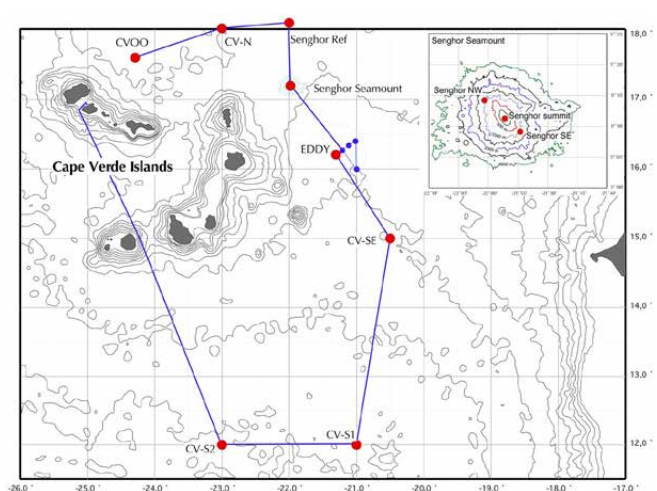 Senghor Seamount
Senghor NW
Senghor summit
Senghor SE
CVOO
CV-N
Senghor Ref
Senghor Seamount
EDDY
Cape Verde Islands
CV-SE
CV-S1
CV-S2
18,0 °
17,0 °
16,0 °
15,0 °
14,0 °
13,0 °
12,0 °
-26.0 °
-25.0 °
-24.0 °
-23.0 °
-22.0 °
-21.0 °
-20.0 °
-19.0 °
-18.0 °
-17.0 °